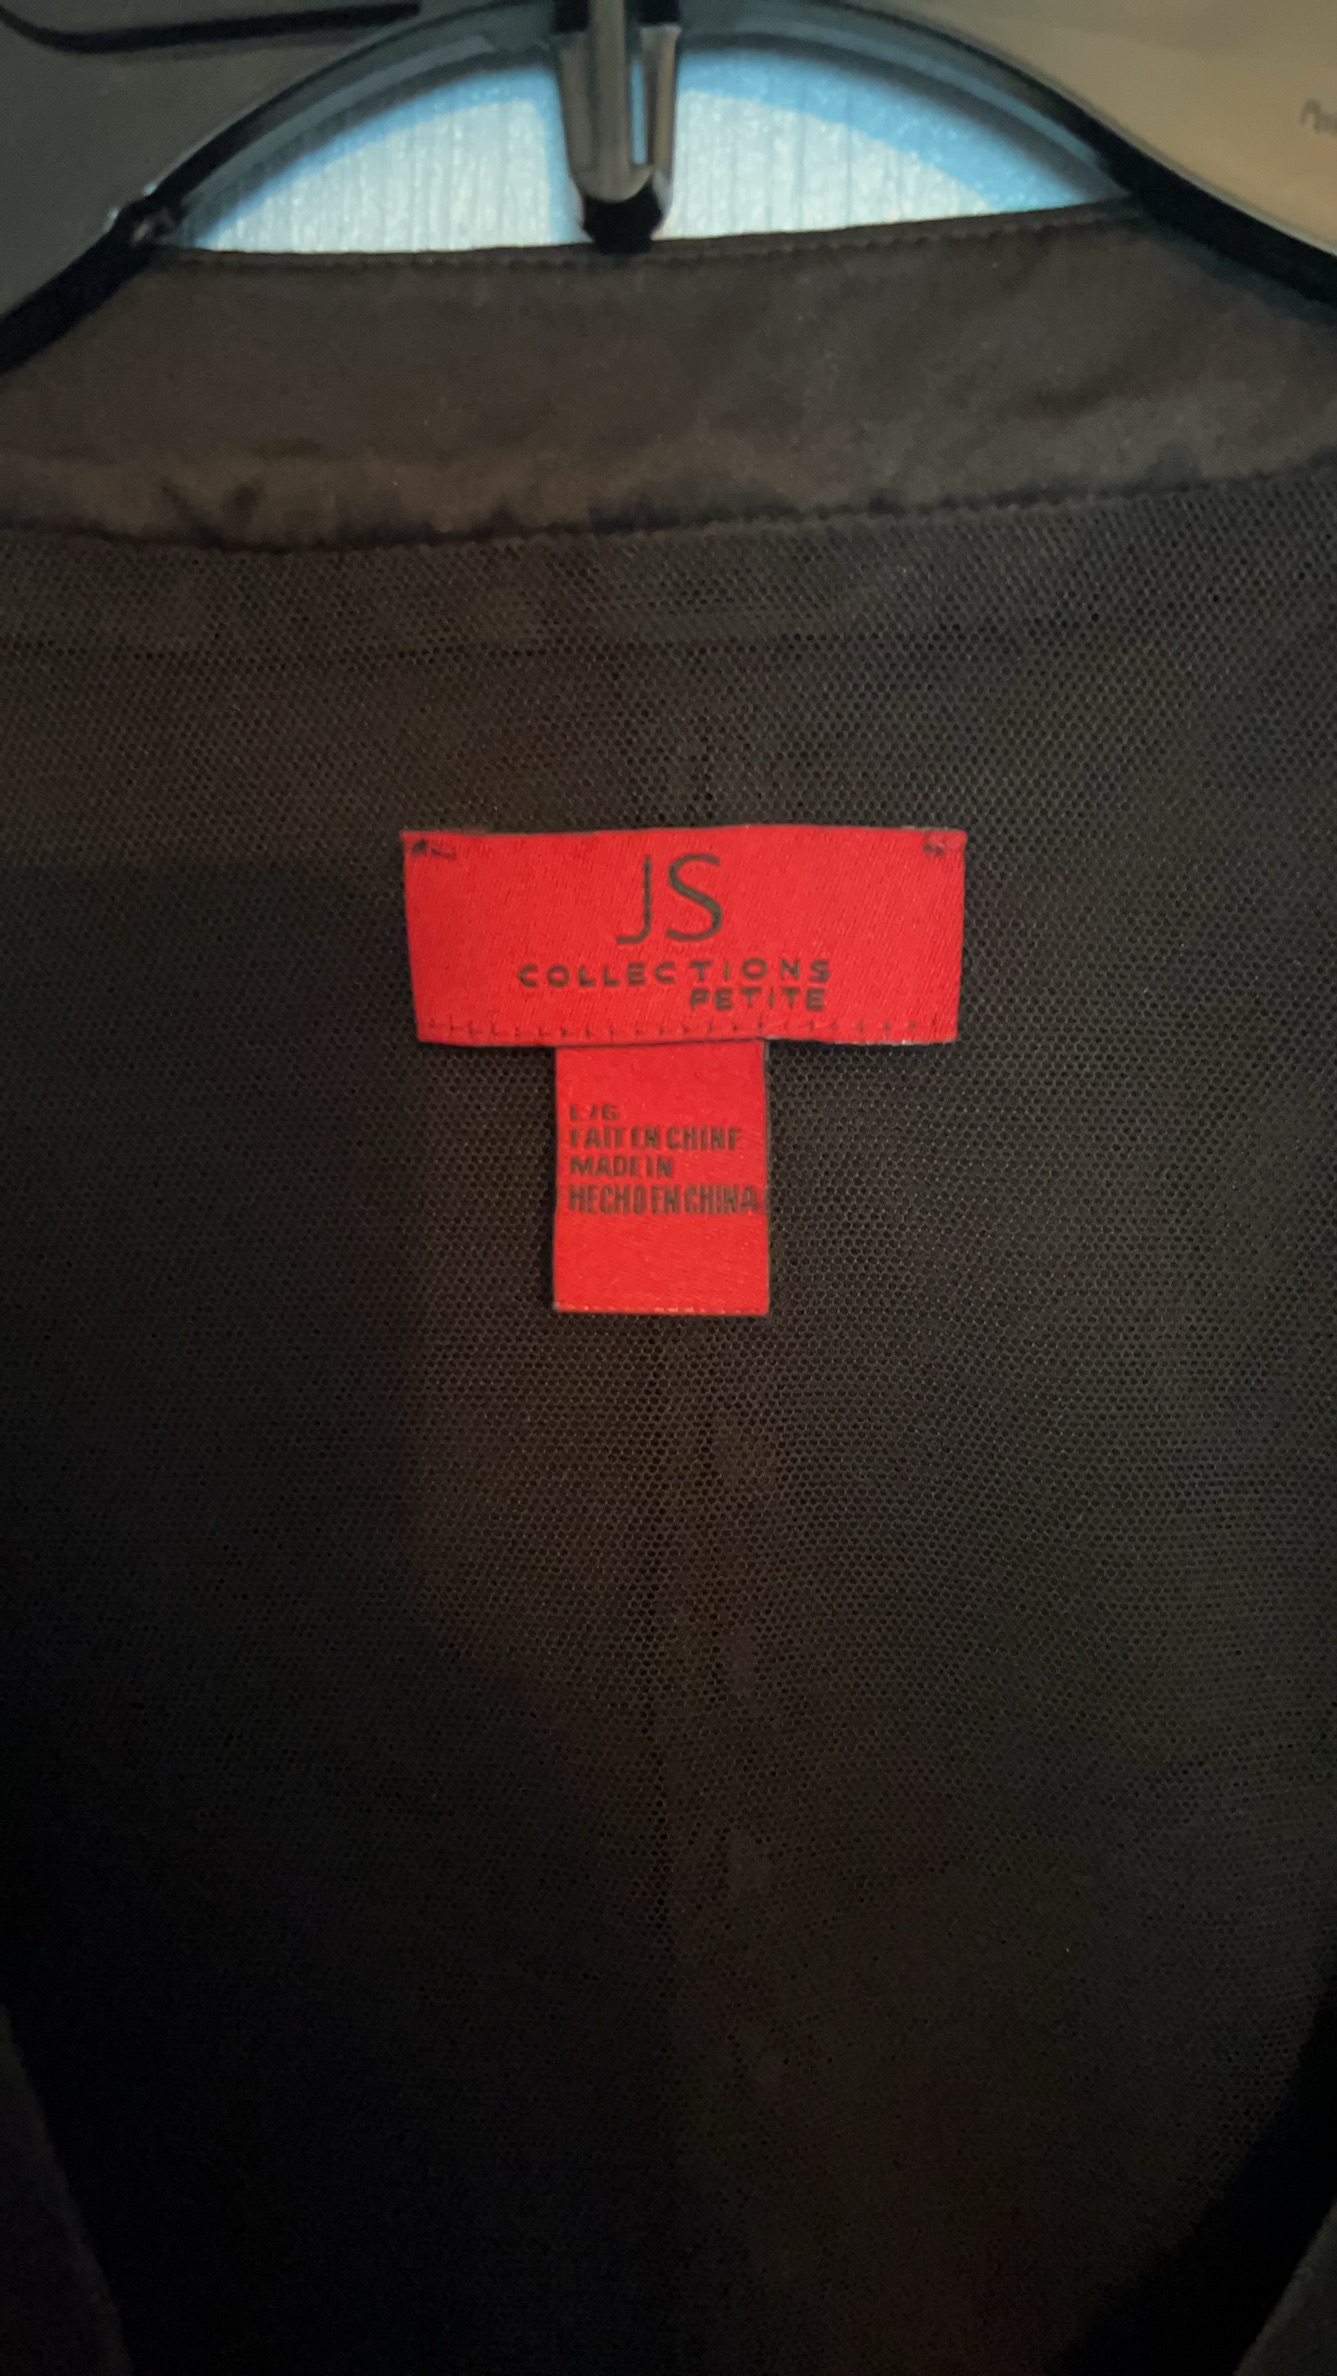 JS
COLLECTIONS
PETITE
L/G
FAIT EN CHINE
MADE IN
HECHO EN CHINA